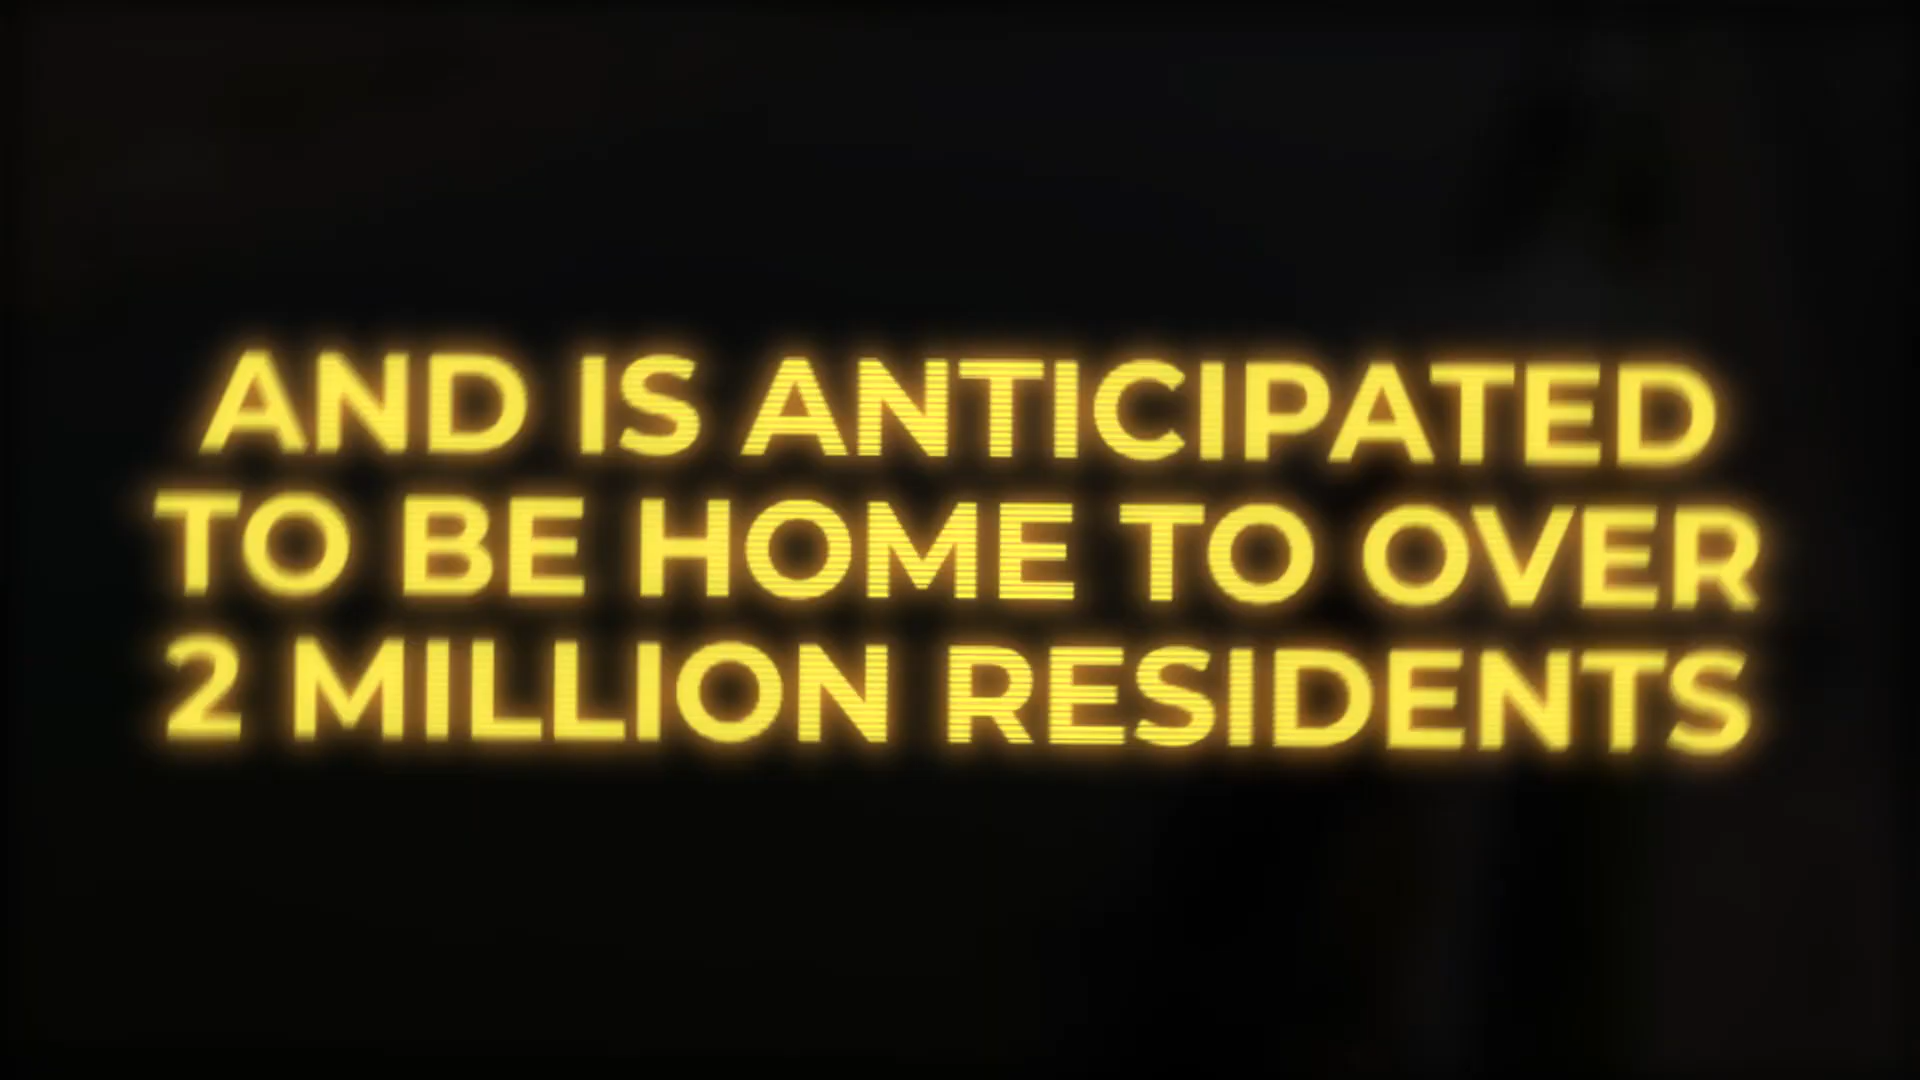 AND IS ANTICIPATED
TO BE HOME TO OVER
2 MILLION RESIDENTS